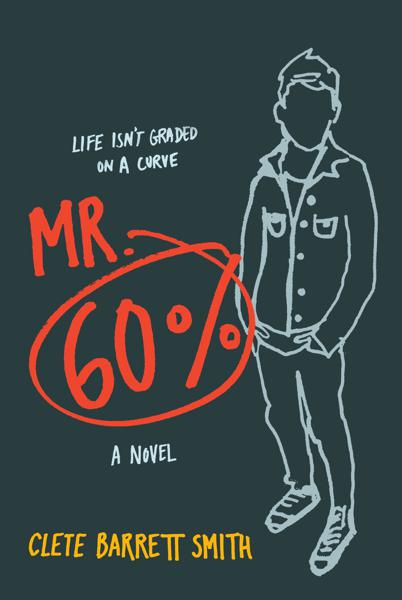 LIFE ISN'T GRADED
ON A CURVE
MR.
60%
A NOVEL
CLETE BARRETT SMITH